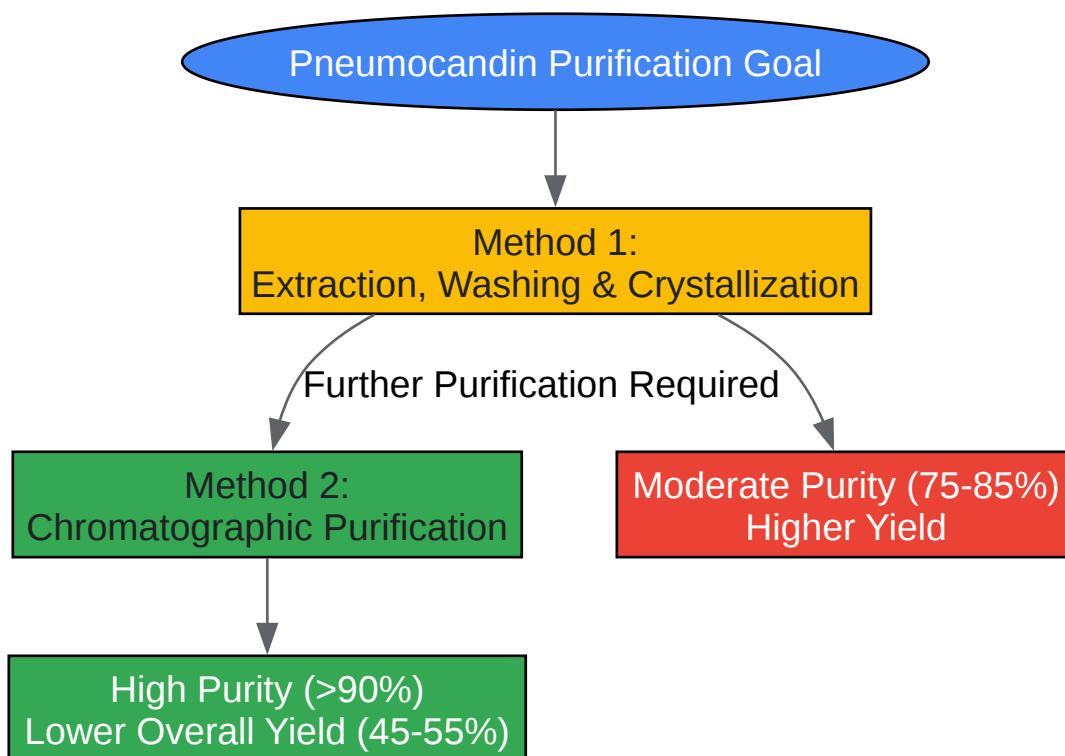 Pneumocandin Purification Goal
Method 1:
Extraction, Washing & Crystallization
Further Purification Required
Method 2:
Chromatographic Purification
Moderate Purity (75-85%)
Higher Yield
High Purity (>90%)
Lower Overall Yield (45-55%)